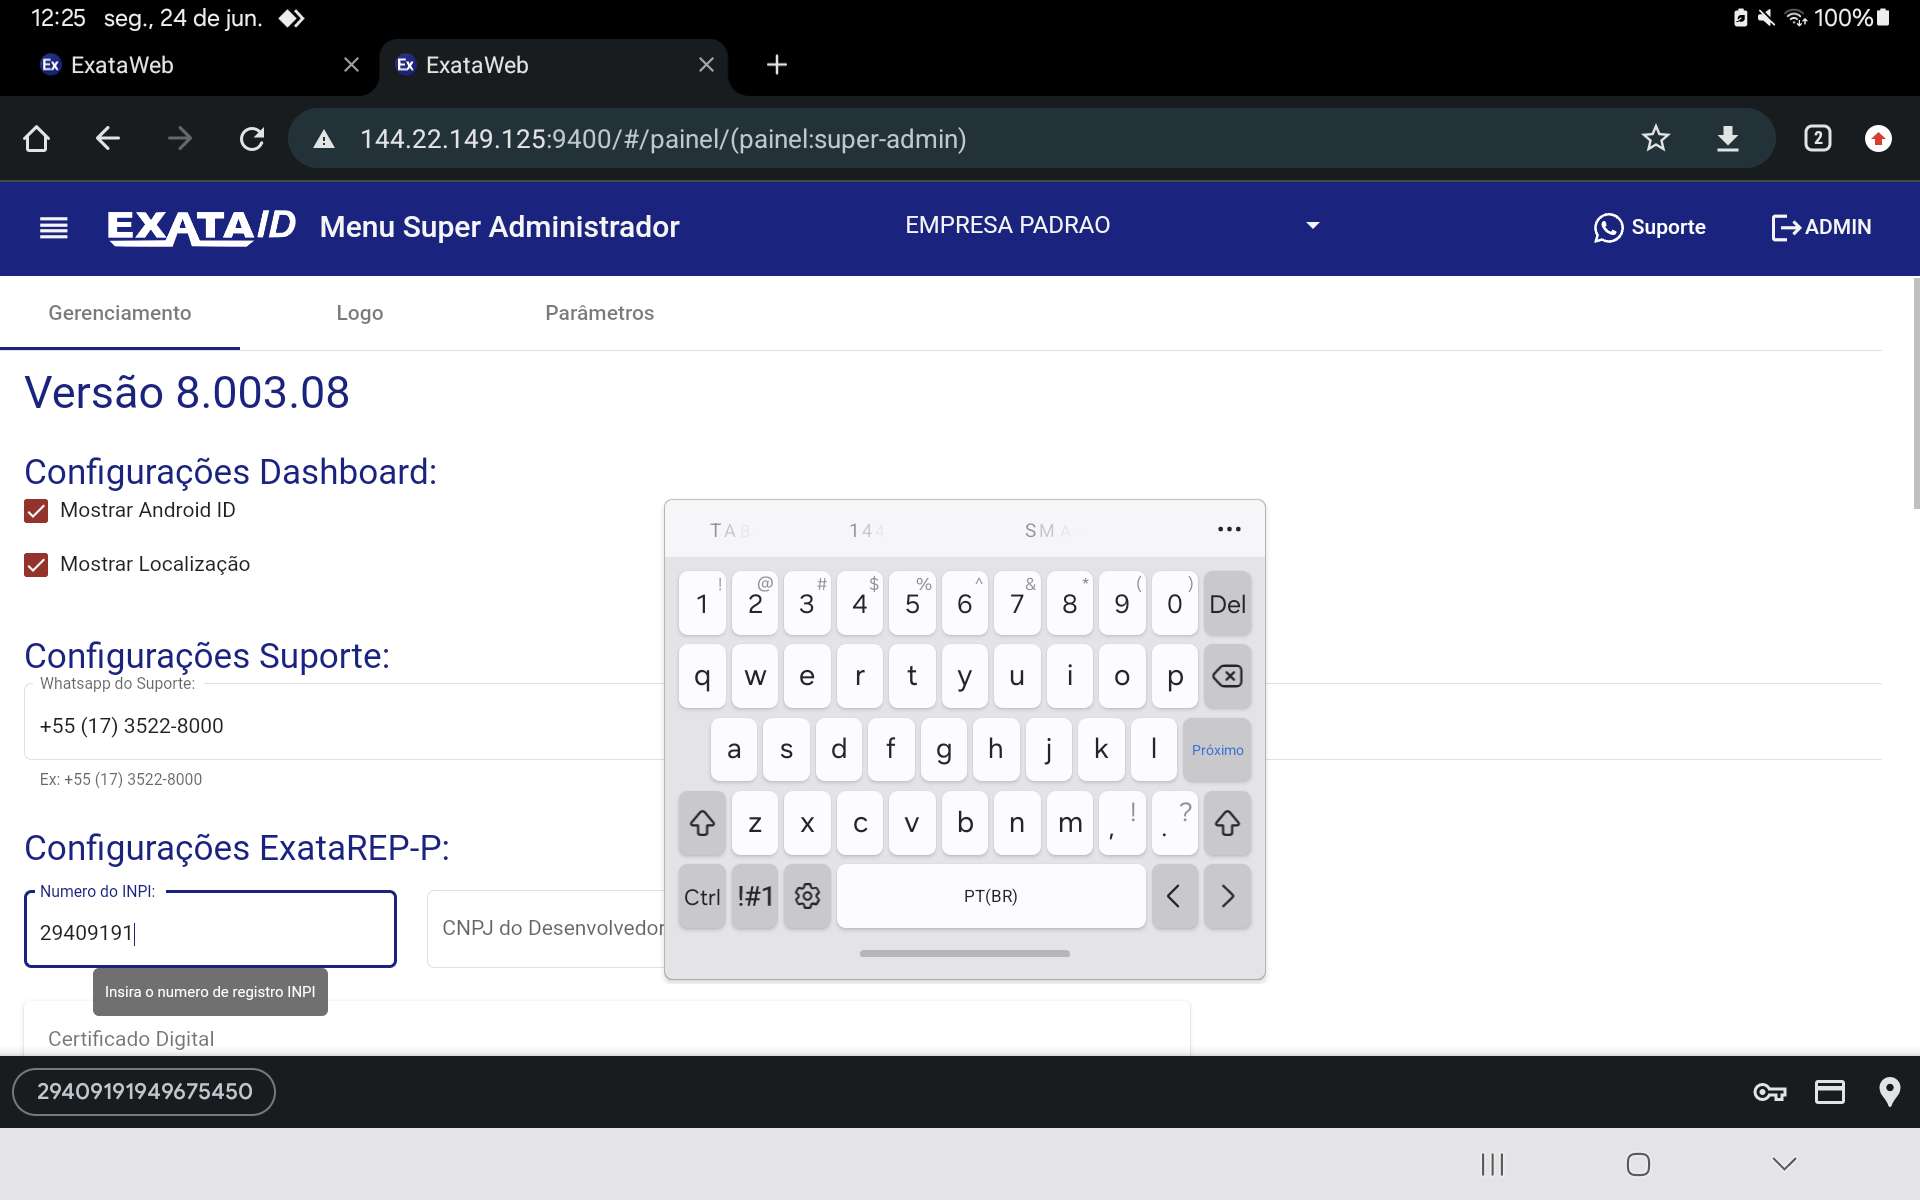 12:25 seg., 24 de jun.
100%
Ex ExataWeb
Ex ExataWeb
144.22.149.125:9400/#/painel/(painel:super-admin)
2
EXATA/D Menu Super Administrador
EMPRESA PADRAO
Suporte
ADMIN
Gerenciamento
Logo
Parâmetros
Versão 8.003.08
Configurações Dashboard:
Mostrar Android ID
Mostrar Localização
Configurações Suporte:
Whatsapp do Suporte:
+55 (17) 3522-8000
Ex: +55 (17) 3522-8000
Configurações ExataREP-P:
Numero do INPI:
29409191
CNPJ do Desenvolvedor
Insira o numero de registro INPI
Certificado Digital
TAB 144 SMA
! @ # $ % ^ & * ( )
1 2 3 4 5 6 7 8 9 0 Del
q w e r t y u i o p
a s d f g h j k l Próximo
z x c v b n m , ! . ?
Ctrl !#1 PT(BR)
29409191949675450